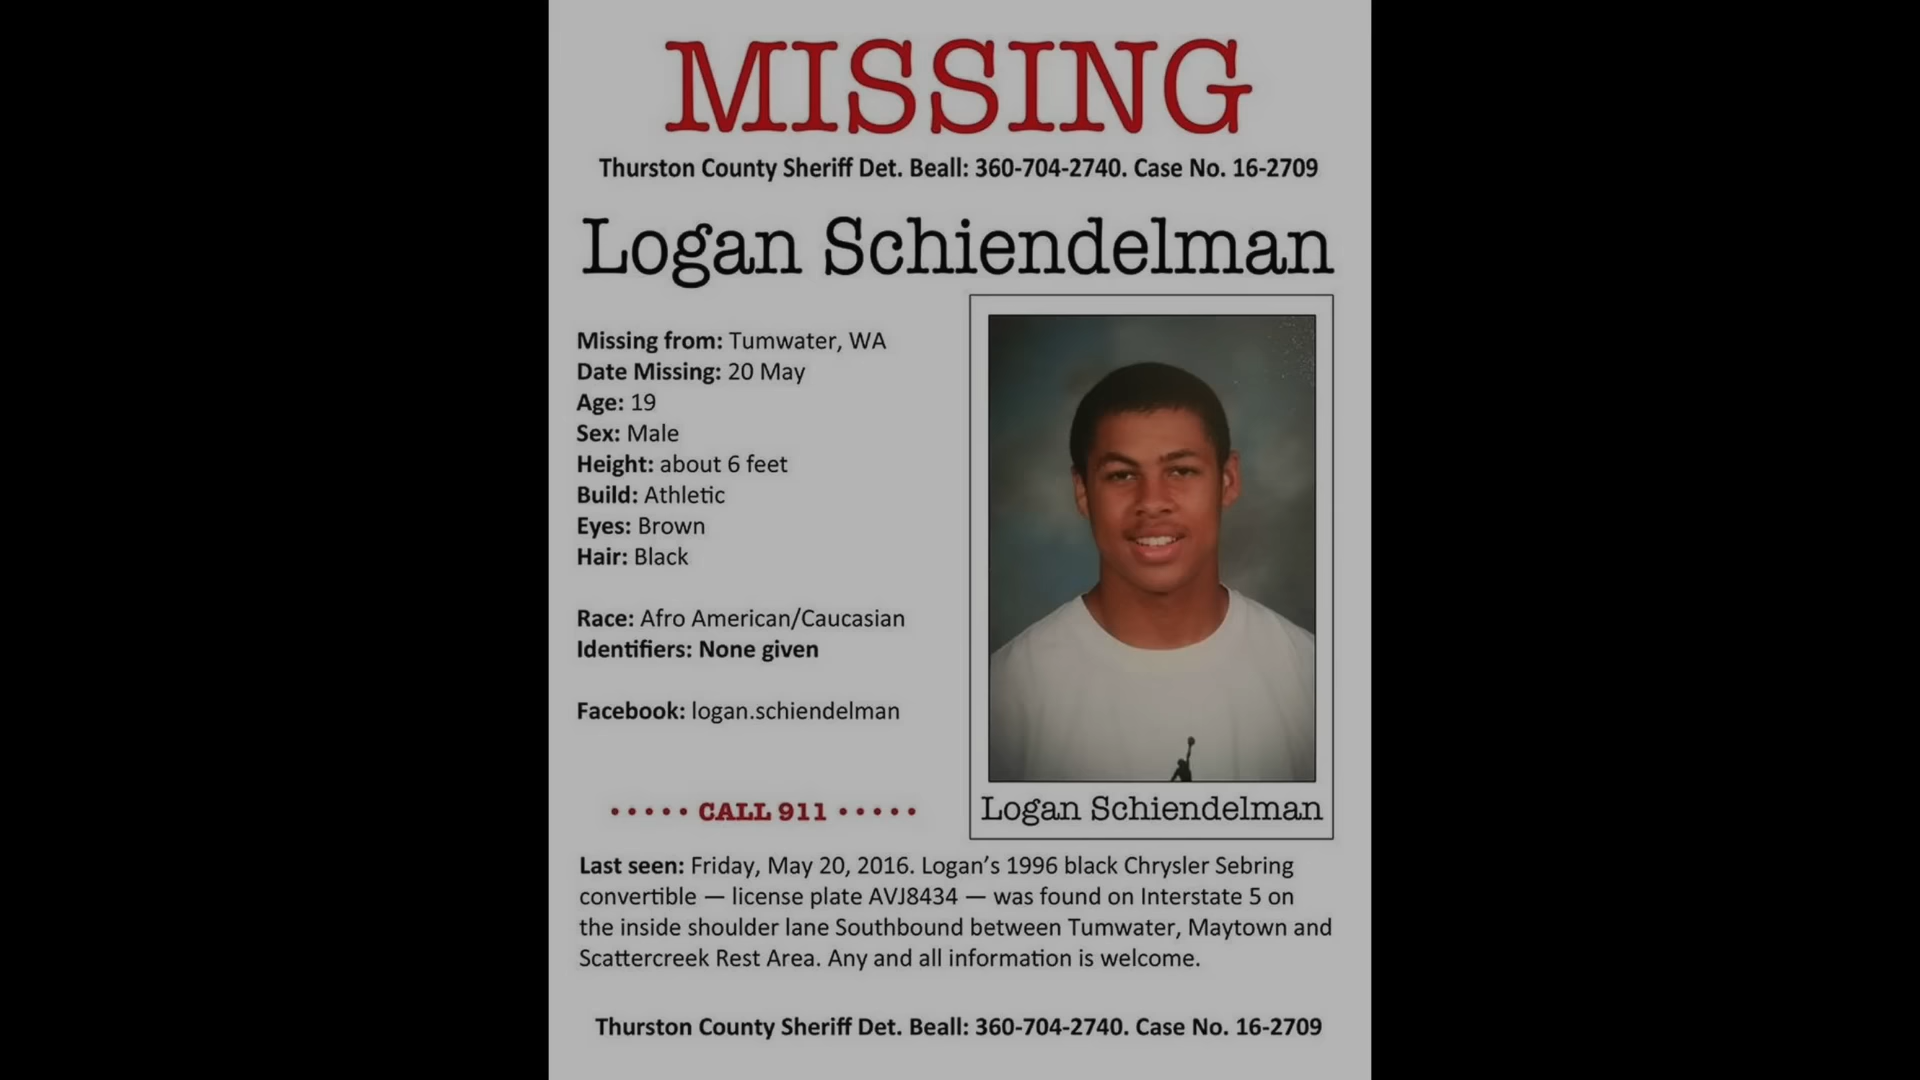 MISSING
Thurston County Sheriff Det. Beall: 360-704-2740. Case No. 16-2709
Logan Schiendelman
Missing from: Tumwater, WA
Date Missing: 20 May
Age: 19
Sex: Male
Height: about 6 feet
Build: Athletic
Eyes: Brown
Hair: Black
Race: Afro American/Caucasian
Identifiers: None given
Facebook: logan.schiendelman
• • • • • CALL 911 • • • • •
Logan Schiendelman
Last seen: Friday, May 20, 2016. Logan’s 1996 black Chrysler Sebring
convertible — license plate AVJ8434 — was found on Interstate 5 on
the inside shoulder lane Southbound between Tumwater, Maytown and
Scattercreek Rest Area. Any and all information is welcome.
Thurston County Sheriff Det. Beall: 360-704-2740. Case No. 16-2709